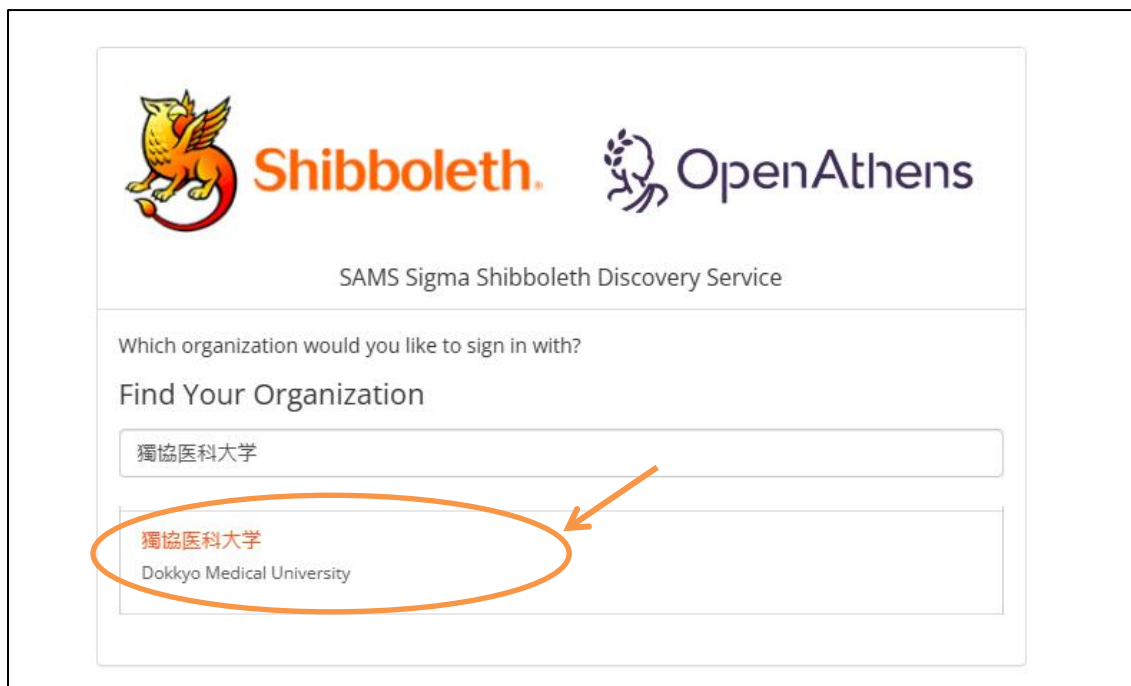 Shibboleth.
OpenAthens
SAMS Sigma Shibboleth Discovery Service
Which organization would you like to sign in with?
Find Your Organization
獨協医科大学
獨協医科大学
Dokkyo Medical University